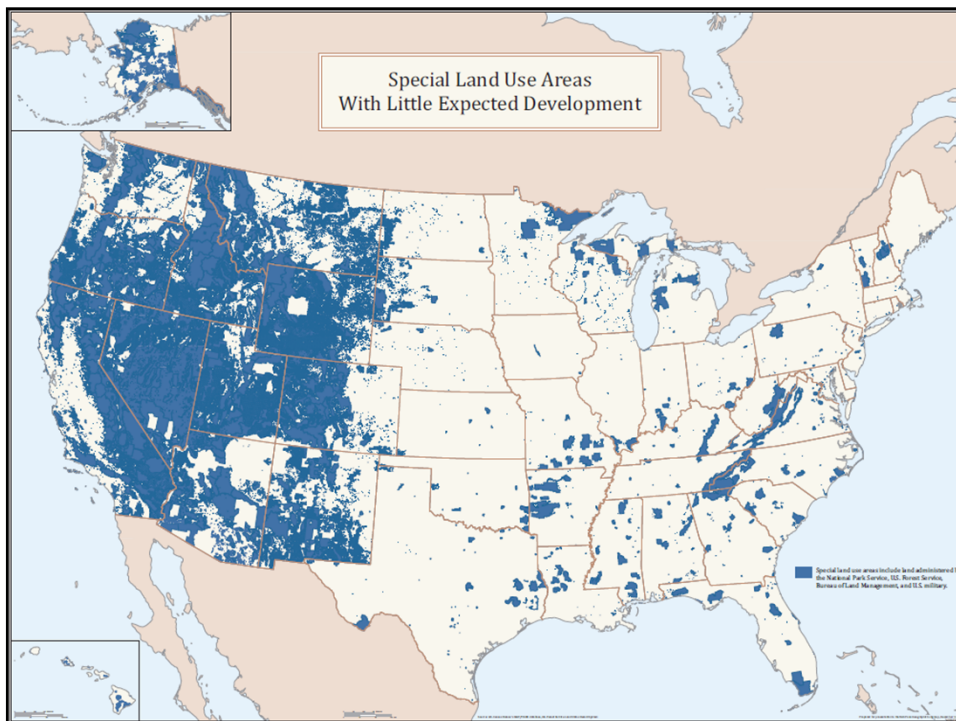 Special Land Use Areas
With Little Expected Development
Special land use areas include land administered
the National Park Service, U.S. Forest Service,
Bureau of Land Management, and U.S. military.